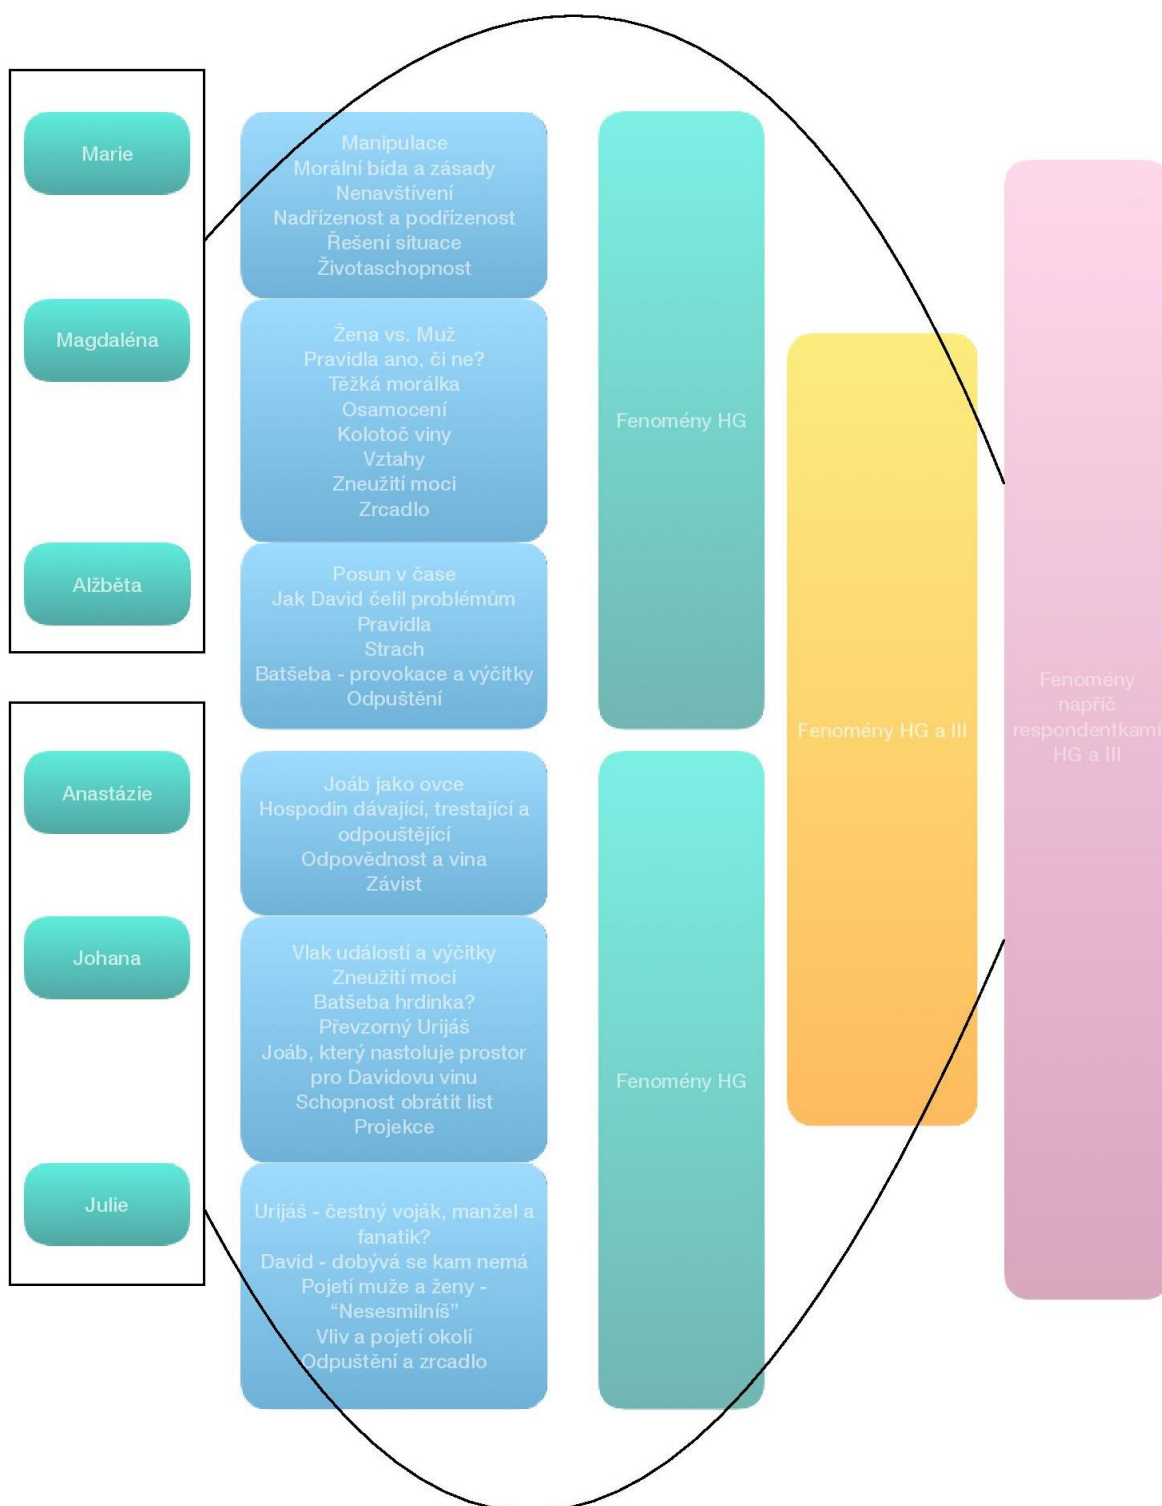 Marie
Manipulace
Morální bída a zásady
Nenavštívení
Nadřízenost a podřízenost
Řešení situace
Životaschopnost
Magdaléna
Žena vs. Muž
Pravidla ano, či ne?
Těžká morálka
Osamocení
Kolotoč viny
Vztahy
Zneužití moci
Zrcadlo
Alžběta
Posun v čase
Jak David čelil problémům
Pravidla
Strach
Batšeba - provokace a výčitky
Odpuštění
Fenomény HG
Anastázie
Joáb jako ovce
Hospodin dávající, trestající a
odpouštějící
Odpovědnost a vina
Závist
Johana
Vlak událostí a výčitky
Zneužití moci
Batšeba hrdinka?
Převzorný Urijáš
Joáb, který nastoluje prostor
pro Davidovu vinu
Schopnost obrátit list
Projekce
Julie
Urijáš - čestný voják, manžel a
fanatik?
David - dobývá se kam nemá
Pojetí muže a ženy -
“Nesesmilníš”
Vliv a pojetí okolí
Odpuštění a zrcadlo
Fenomény HG
Fenomény HG a III
Fenomény
napříč
respondentkami
HG a III